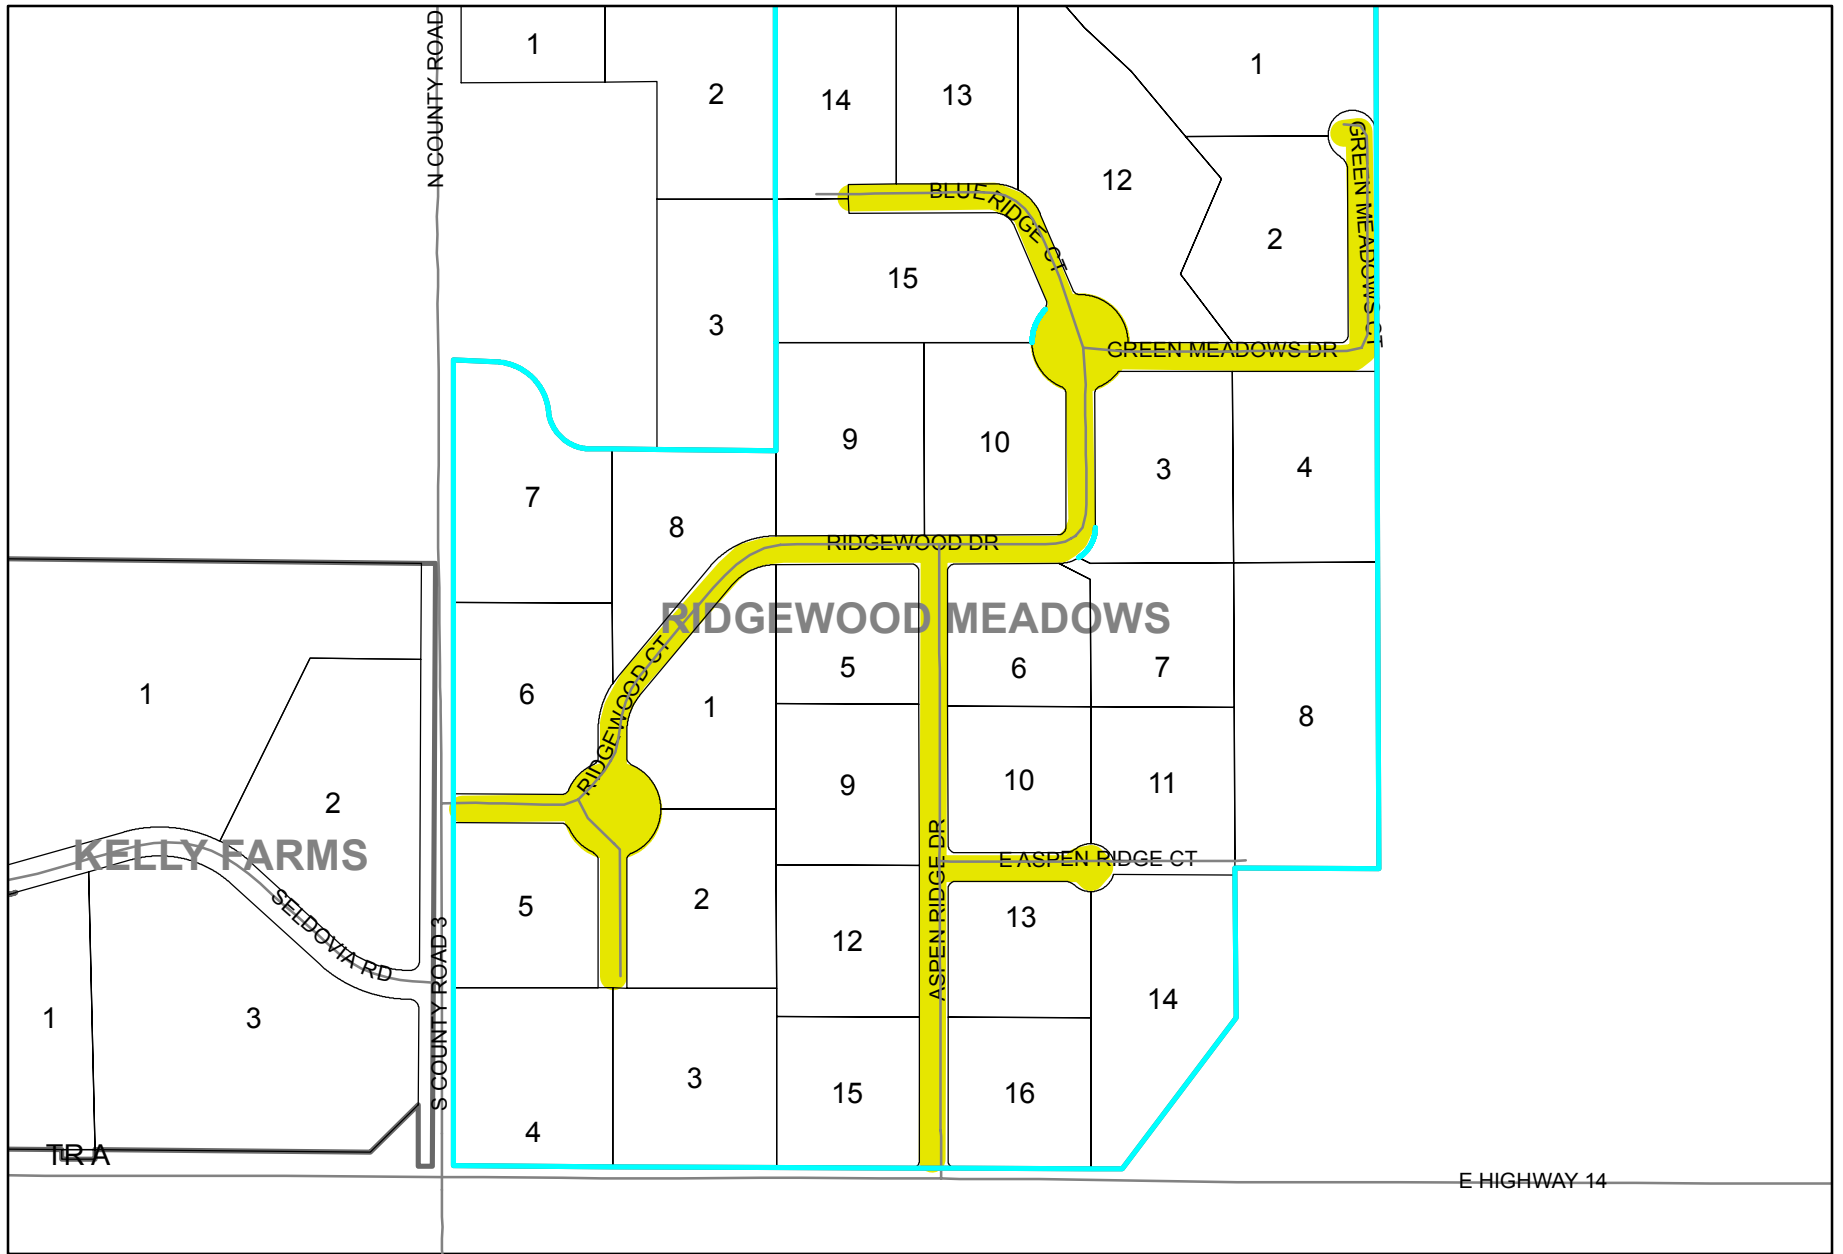 N COUNTY ROAD
1
2
14
13
1
12
2
GREEN MEADOWS CT
BLUE RIDGE CT
15
3
GREEN MEADOWS DR
9
10
3
4
7
8
RIDGEWOOD DR
RIDGEWOOD MEADOWS
5
6
7
8
1
6
1
RIDGEWOOD CT
2
9
10
11
KELLY FARMS
E ASPEN RIDGE CT
ASPEN RIDGE DR
SELDOVIA RD
S COUNTY ROAD 3
5
2
12
13
14
1
3
3
15
16
4
TR A
E HIGHWAY 14